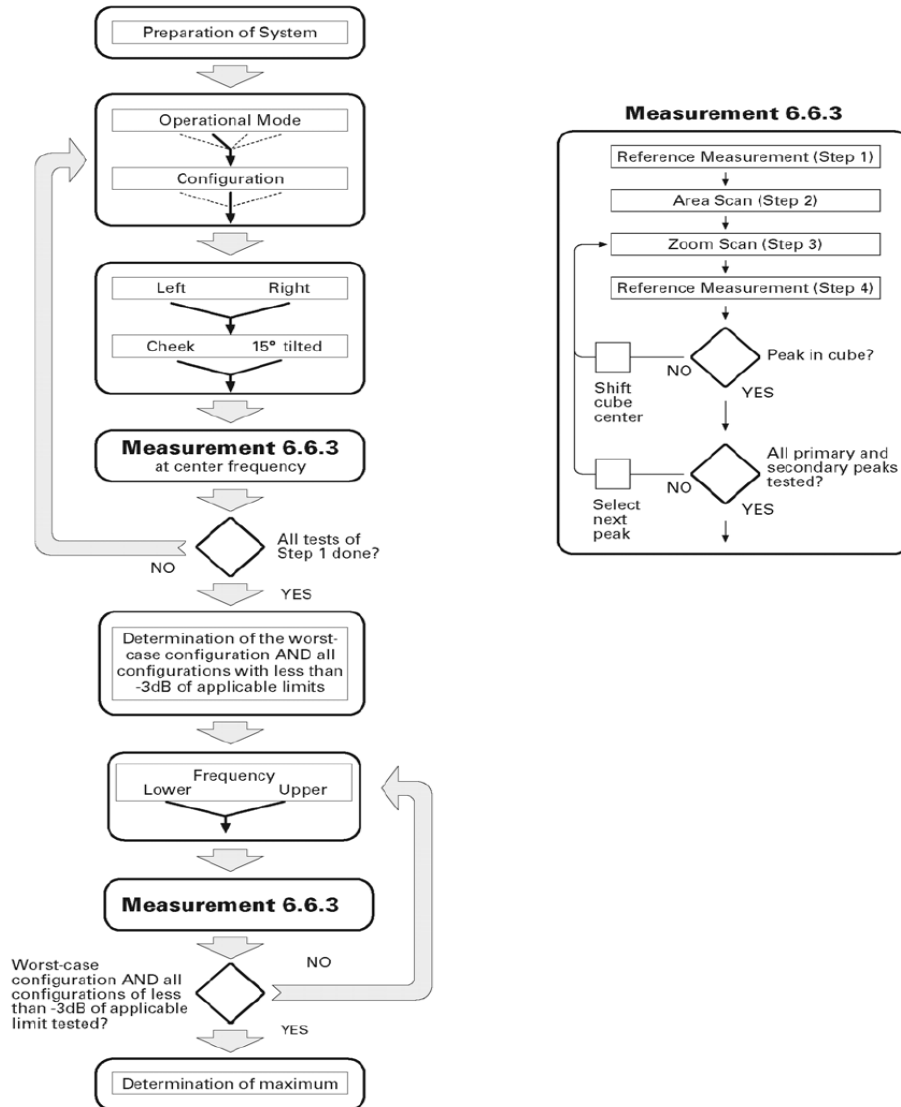 Preparation of System
Operational Mode
Configuration
Left Right
Cheek 15° tilted
Measurement 6.6.3
at center frequency
All tests of
Step 1 done?
NO
YES
Determination of the worst-
case configuration AND all
configurations with less than
-3dB of applicable limits
Frequency
Lower Upper
Measurement 6.6.3
Worst-case
configuration AND all
configurations of less
than -3dB of applicable
limit tested?
NO
YES
Determination of maximum
Measurement 6.6.3
Reference Measurement (Step 1)
Area Scan (Step 2)
Zoom Scan (Step 3)
Reference Measurement (Step 4)
Peak in cube?
NO
Shift
cube
center
YES
All primary and
secondary peaks
tested?
NO
Select
next
peak
YES